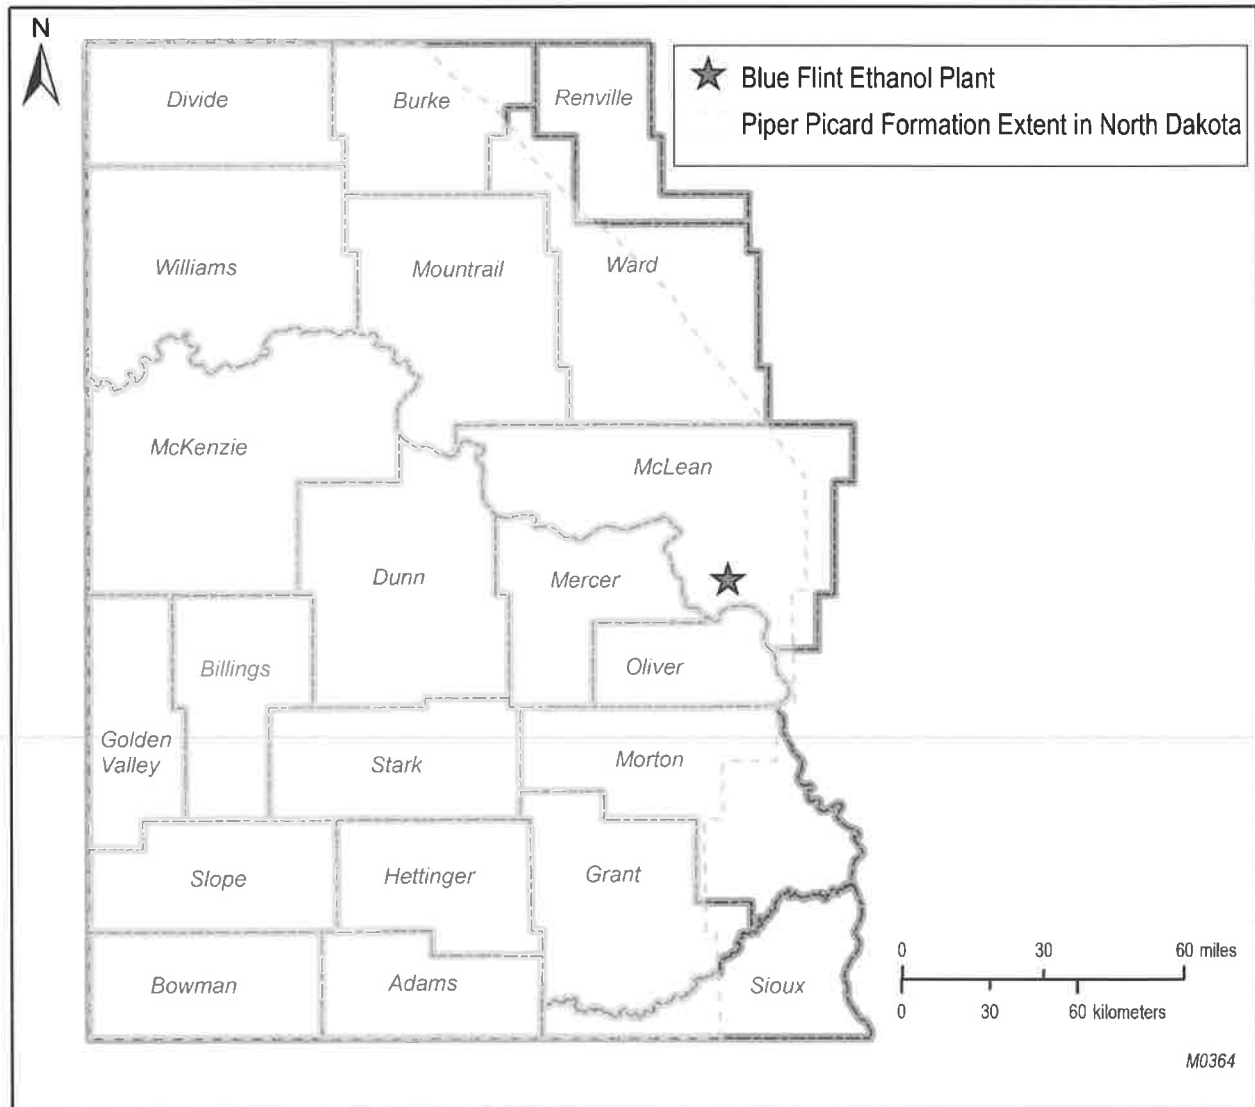 N
Blue Flint Ethanol Plant
Piper Picard Formation Extent in North Dakota
Divide
Burke
Renville
Williams
Mountrail
Ward
McKenzie
McLean
Dunn
Mercer
Billings
Oliver
Golden
Valley
Stark
Morton
Slope
Hettinger
Grant
Bowman
Adams
Sioux
0 30 60 miles
0 30 60 kilometers
M0364